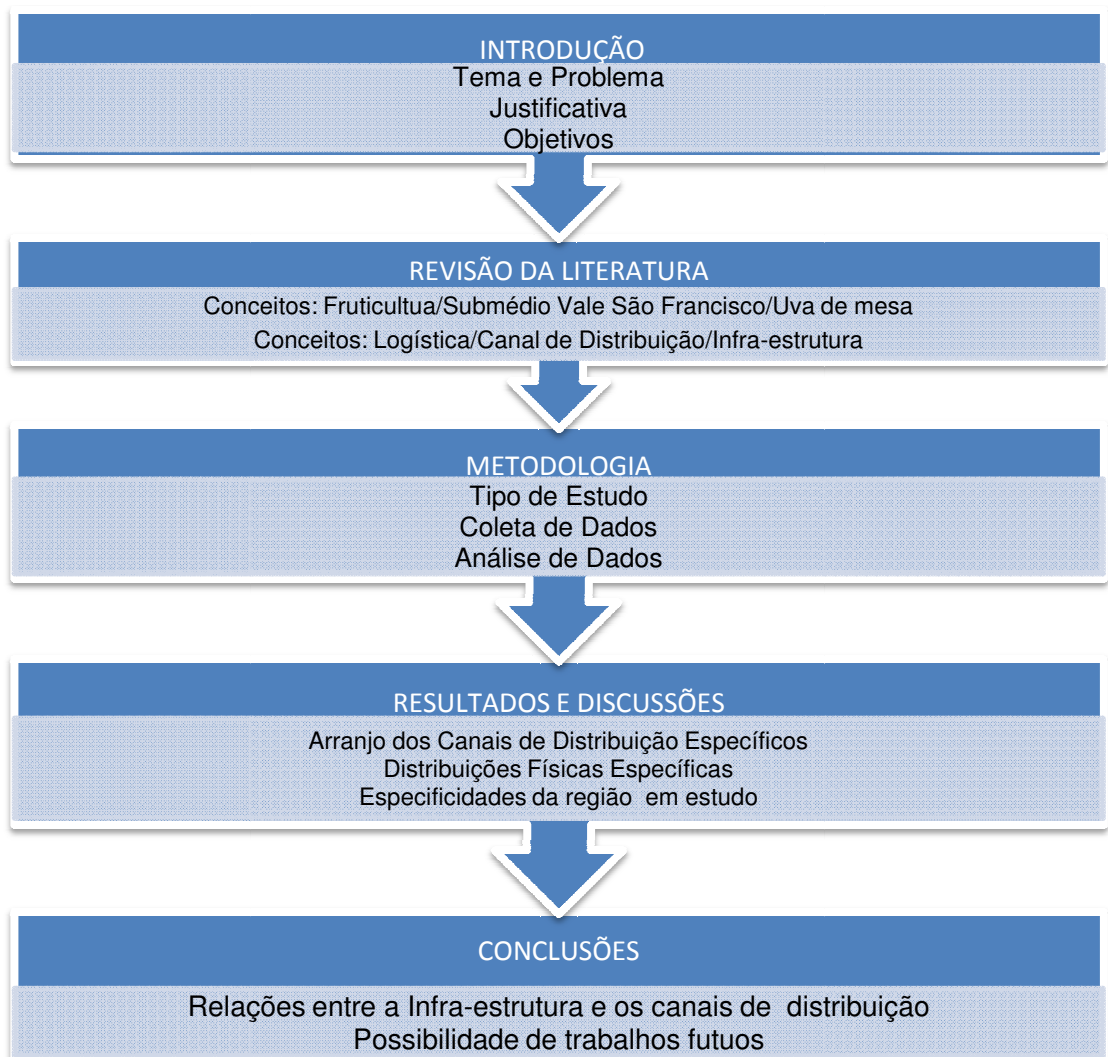 INTRODUÇÃO
Tema e Problema
Justificativa
Objetivos
REVISÃO DA LITERATURA
Conceitos: Fruticultua/Submédio Vale São Francisco/Uva de mesa
Conceitos: Logística/Canal de Distribuição/Infra-estrutura
METODOLOGIA
Tipo de Estudo
Coleta de Dados
Análise de Dados
RESULTADOS E DISCUSSÕES
Arranjo dos Canais de Distribuição Específicos
Distribuições Físicas Específicas
Especificidades da região em estudo
CONCLUSÕES
Relações entre a Infra-estrutura e os canais de distribuição
Possibilidade de trabalhos futuos